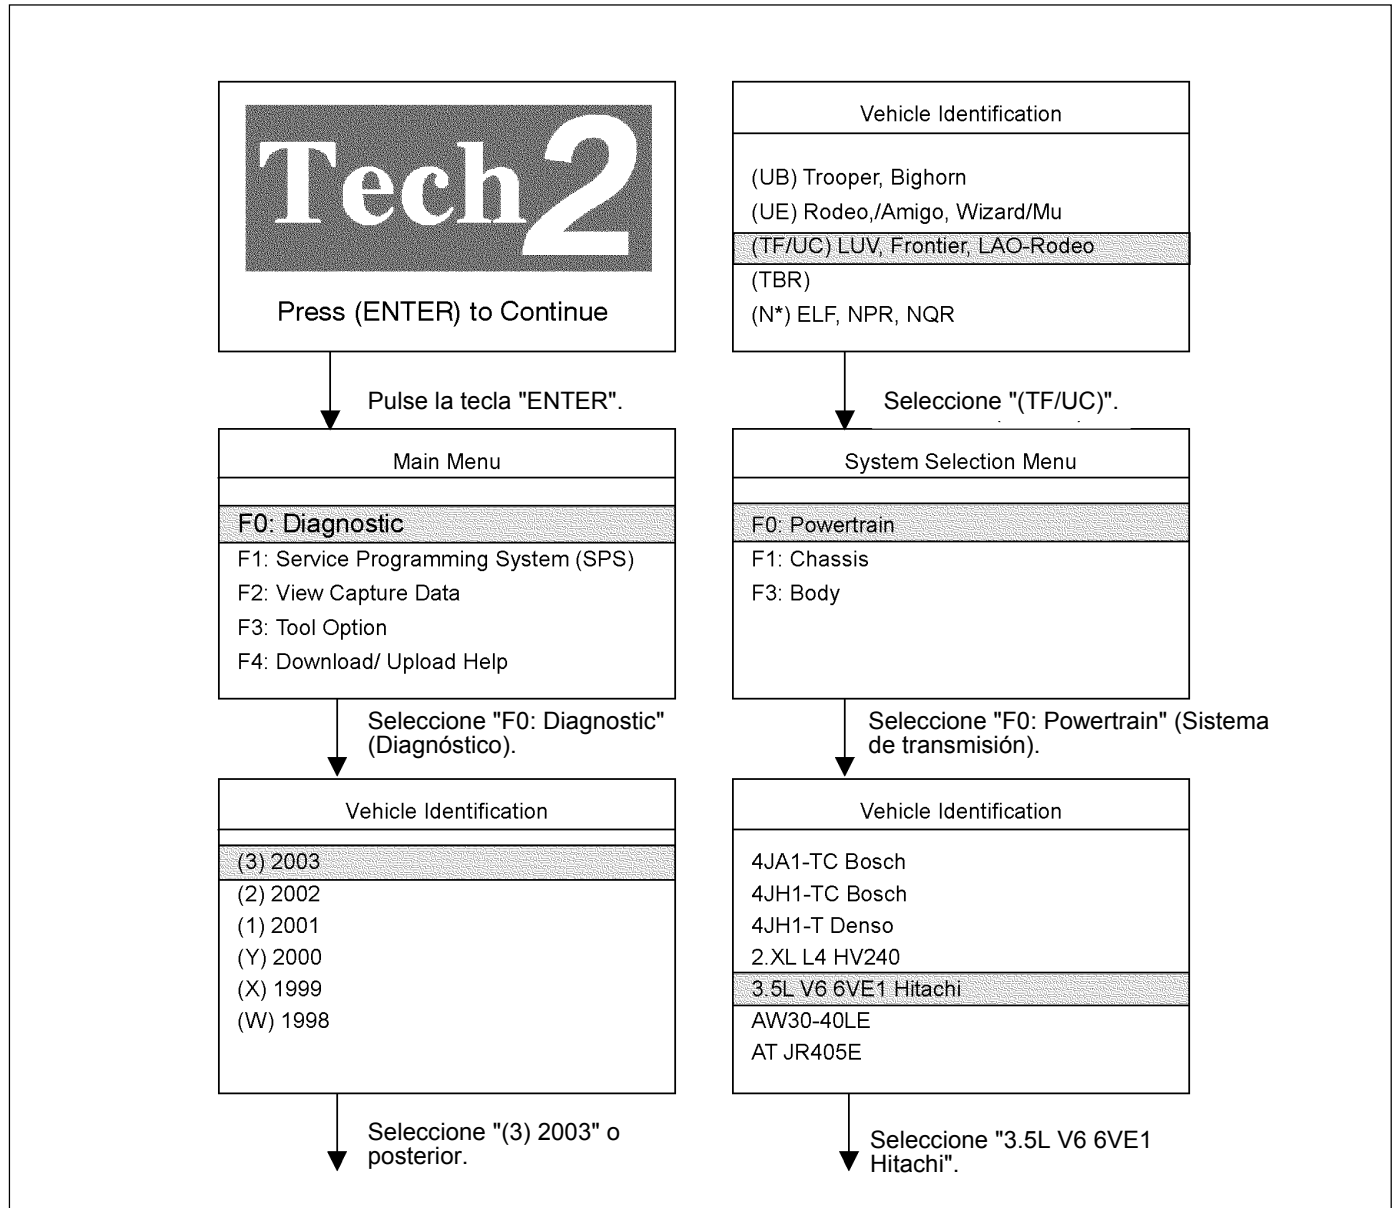 Tech 2
Press (ENTER) to Continue
Pulse la tecla "ENTER".
Main Menu
F0: Diagnostic
F1: Service Programming System (SPS)
F2: View Capture Data
F3: Tool Option
F4: Download/ Upload Help
Seleccione "F0: Diagnostic"
(Diagnóstico).
Vehicle Identification
(3) 2003
(2) 2002
(1) 2001
(Y) 2000
(X) 1999
(W) 1998
Seleccione "(3) 2003" o
posterior.
Vehicle Identification
(UB) Trooper, Bighorn
(UE) Rodeo,/Amigo, Wizard/Mu
(TF/UC) LUV, Frontier, LAO-Rodeo
(TBR)
(N*) ELF, NPR, NQR
Seleccione "(TF/UC)".
System Selection Menu
F0: Powertrain
F1: Chassis
F3: Body
Seleccione "F0: Powertrain" (Sistema
de transmisión).
Vehicle Identification
4JA1-TC Bosch
4JH1-TC Bosch
4JH1-T Denso
2.XL L4 HV240
3.5L V6 6VE1 Hitachi
AW30-40LE
AT JR405E
Seleccione "3.5L V6 6VE1
Hitachi".